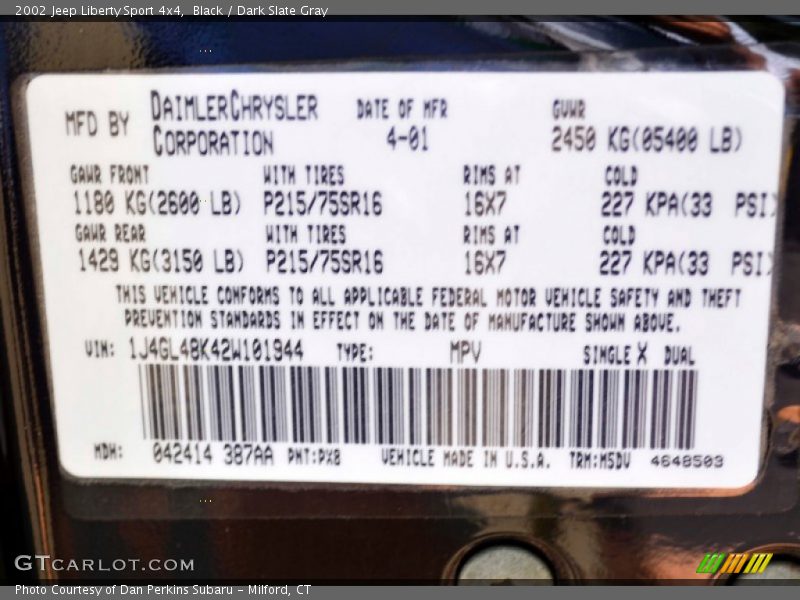 2002 Jeep Liberty Sport 4x4, Black / Dark Slate Gray
MFD BY DAIMLERCHRYSLER CORPORATION DATE OF MFR 4-01 GVWR 2450 KG(05400 LB)
GAWR FRONT WITH TIRES RIMS AT COLD
1180 KG(2600 LB) P215/75SR16 16X7 227 KPA(33 PSI)
GAWR REAR WITH TIRES RIMS AT COLD
1429 KG(3150 LB) P215/75SR16 16X7 227 KPA(33 PSI)
THIS VEHICLE CONFORMS TO ALL APPLICABLE FEDERAL MOTOR VEHICLE SAFETY AND THEFT
PREVENTION STANDARDS IN EFFECT ON THE DATE OF MANUFACTURE SHOWN ABOVE.
VIN: 1J4GL48K42W101944 TYPE: MPV SINGLE X DUAL
MDH: 042414 387AA PNT:PX8 VEHICLE MADE IN U.S.A. TRM:M5DV 4648503
GTCARLOT.COM
Photo Courtesy of Dan Perkins Subaru – Milford, CT